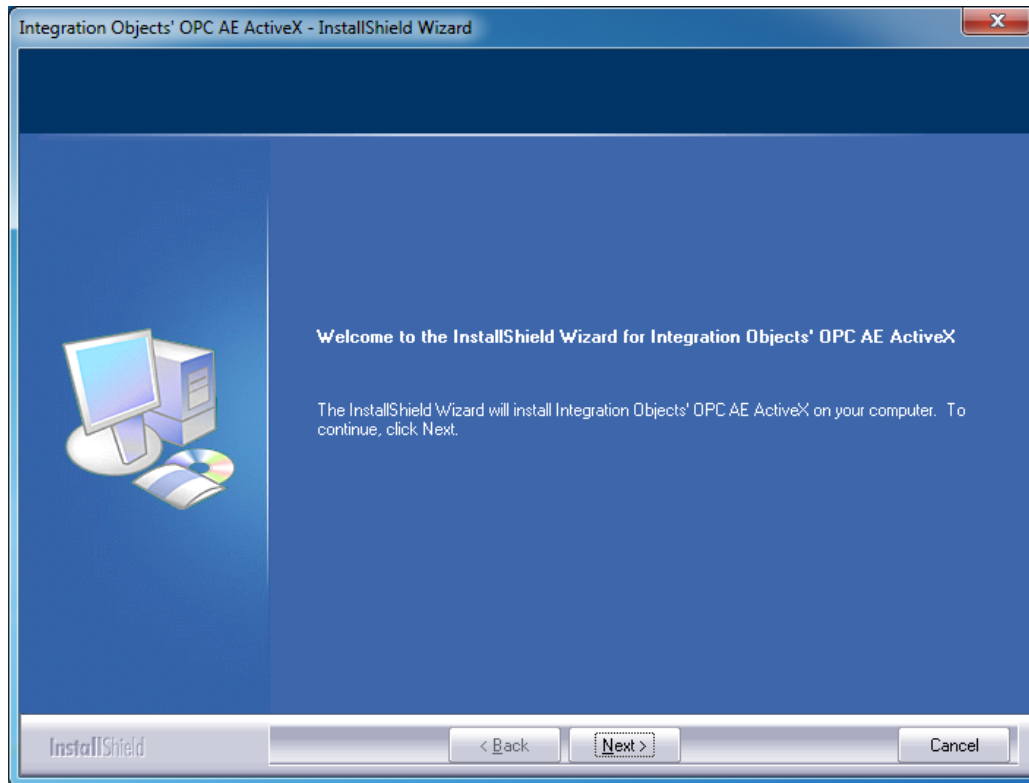 Integration Objects' OPC AE ActiveX - InstallShield Wizard
Welcome to the InstallShield Wizard for Integration Objects' OPC AE ActiveX
The InstallShield Wizard will install Integration Objects' OPC AE ActiveX on your computer. To
continue, click Next.
InstallShield
< Back
Next >
Cancel